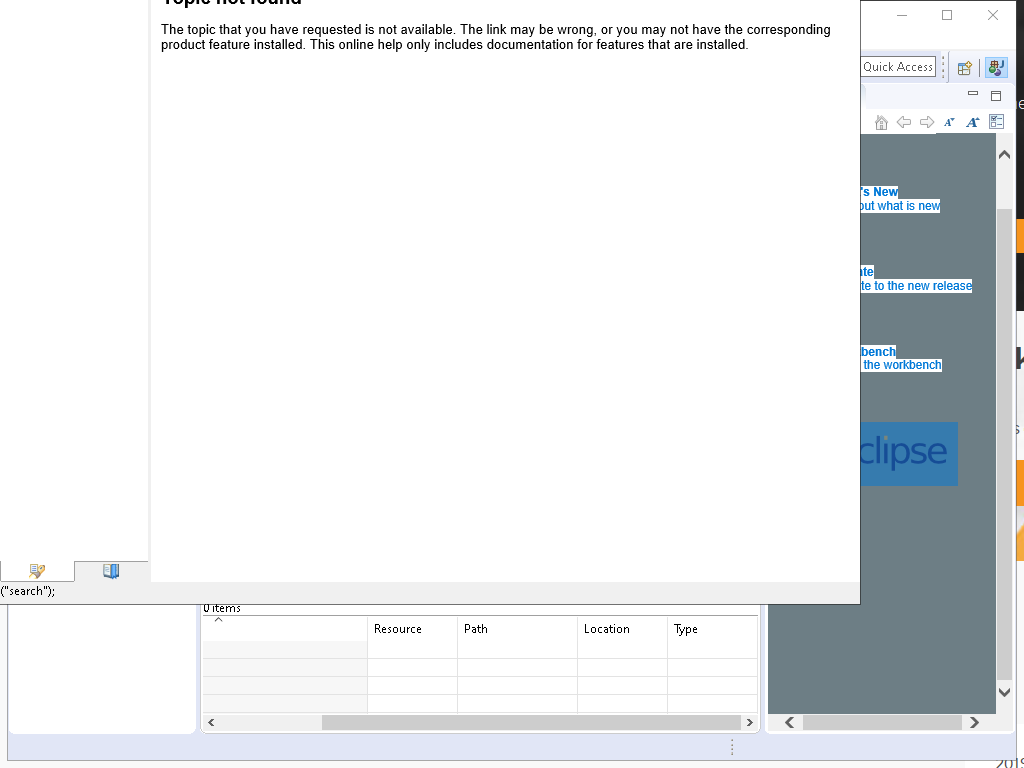 Topic not found
The topic that you have requested is not available. The link may be wrong, or you may not have the corresponding
product feature installed. This online help only includes documentation for features that are installed.
Quick Access
's New
out what is new
ate
te to the new release
bench
the workbench
clipse
("search");
0 items
Resource
Path
Location
Type
2019